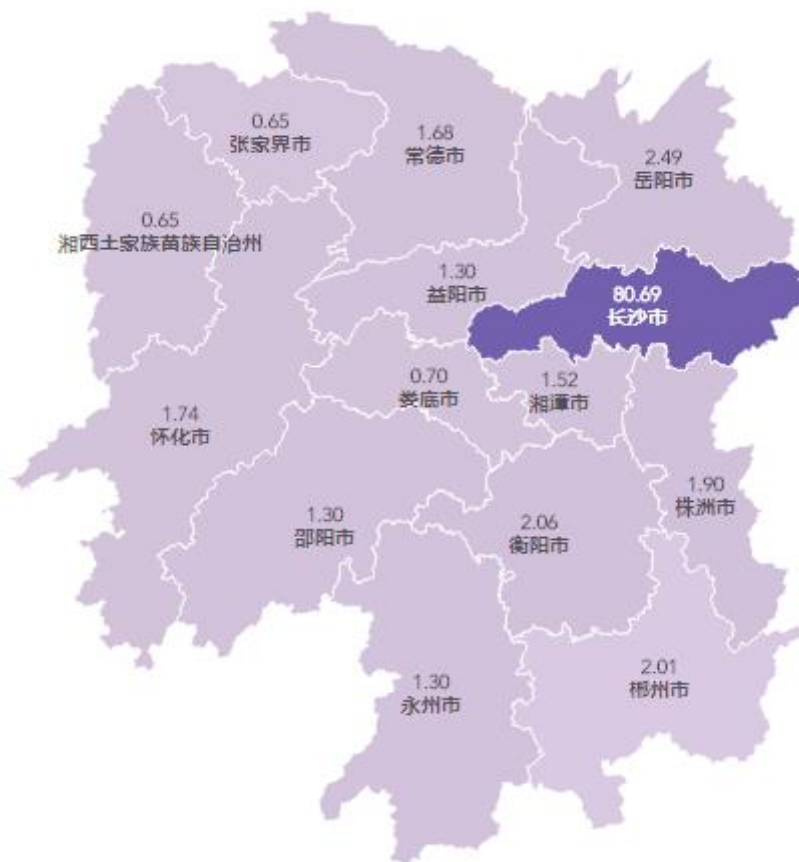 0.65
张家界市
1.68
常德市
2.49
岳阳市
0.65
湘西土家族苗族自治州
1.30
益阳市
80.69
长沙市
0.70
娄底市
1.52
湘潭市
1.74
怀化市
1.90
株洲市
1.30
邵阳市
2.06
衡阳市
1.30
永州市
2.01
郴州市